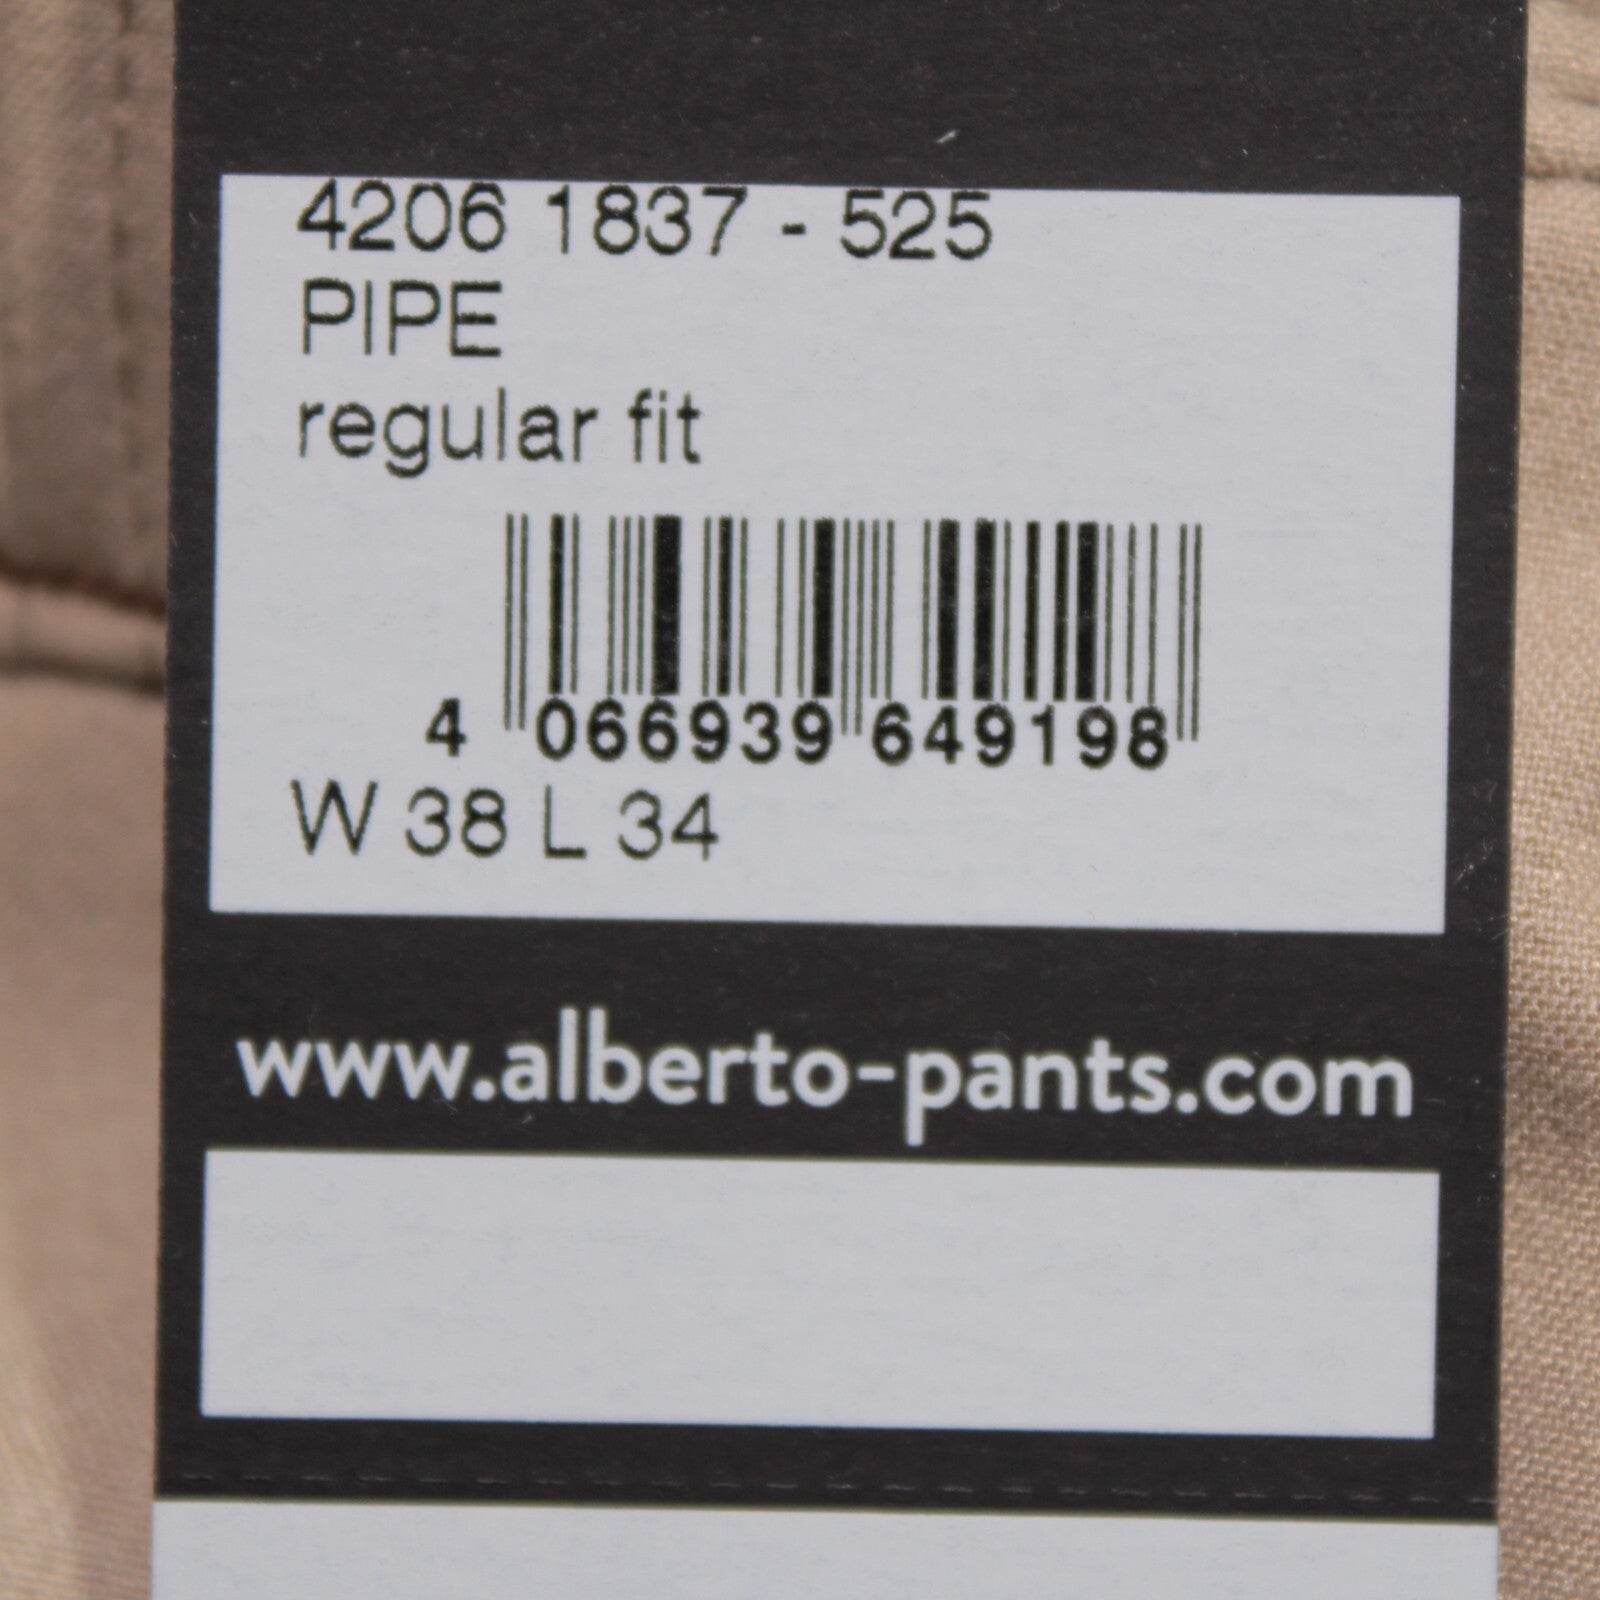 4206 1837 - 525
PIPE
regular fit
4 066939 649198
W 38 L 34
www.alberto-pants.com